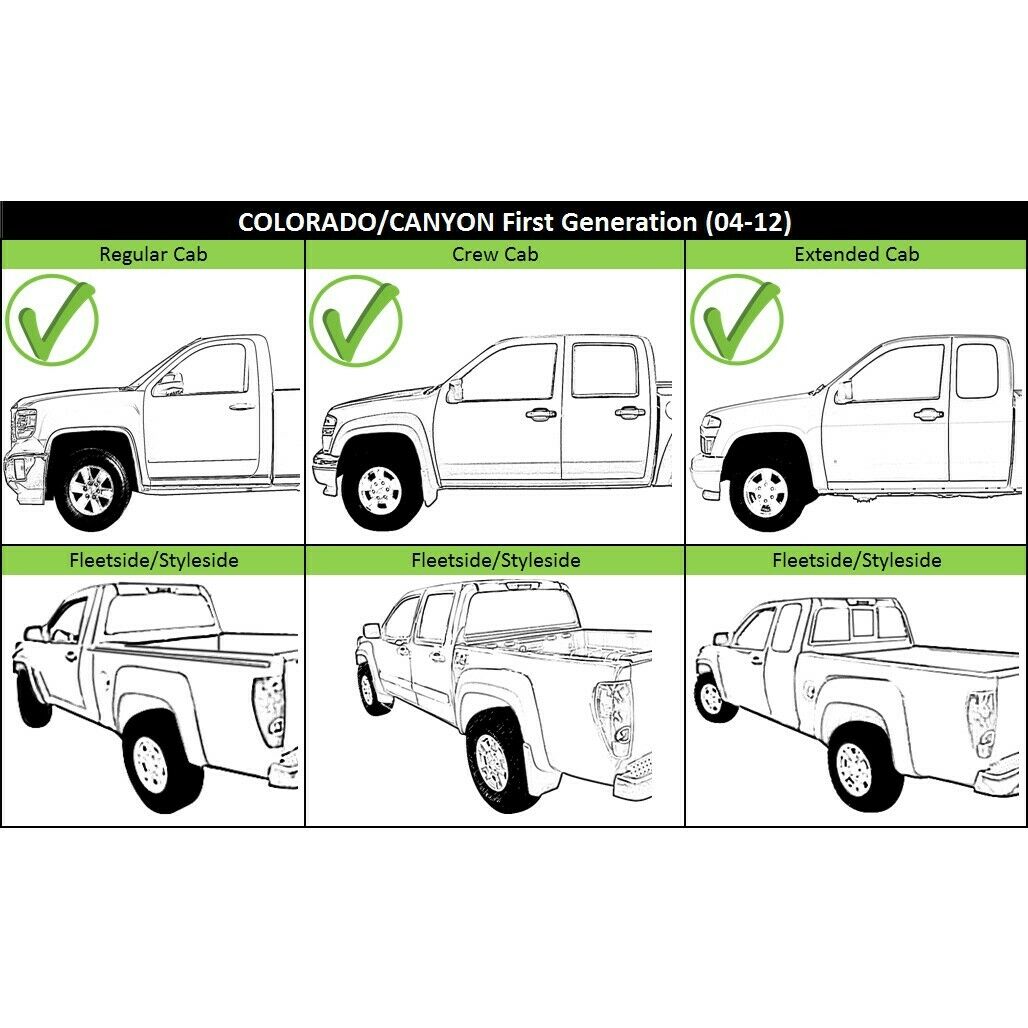 COLORADO/CANYON First Generation (04-12)
Regular Cab
Crew Cab
Extended Cab
Fleetside/Styleside
Fleetside/Styleside
Fleetside/Styleside